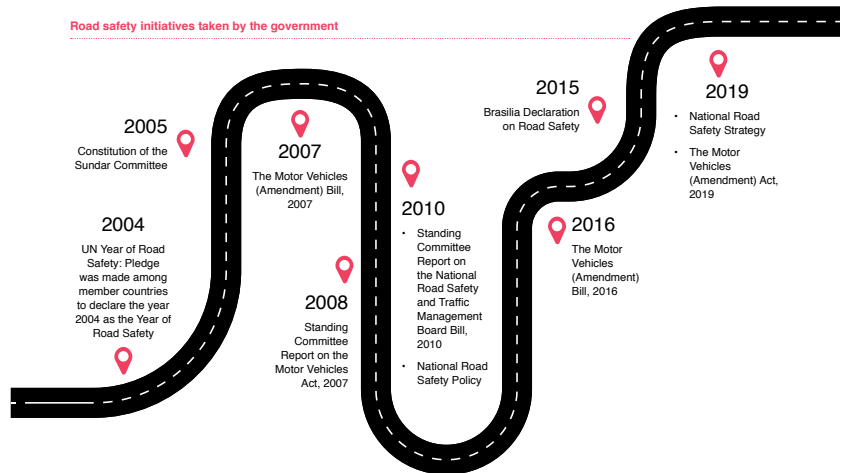 Road safety initiatives taken by the government
2004
UN Year of Road
Safety: Pledge
was made among
member countries
to declare the year
2004 as the Year of
Road Safety
2005
Constitution of the
Sundar Committee
2007
The Motor Vehicles
(Amendment) Bill,
2007
2008
Standing
Committee
Report on the
Motor Vehicles
Act, 2007
2010
• Standing
Committee
Report on
the National
Road Safety
and Traffic
Management
Board Bill,
2010
• National Road
Safety Policy
2015
Brasilia Declaration
on Road Safety
2016
The Motor
Vehicles
(Amendment)
Bill, 2016
2019
• National Road
Safety Strategy
• The Motor
Vehicles
(Amendment) Act,
2019